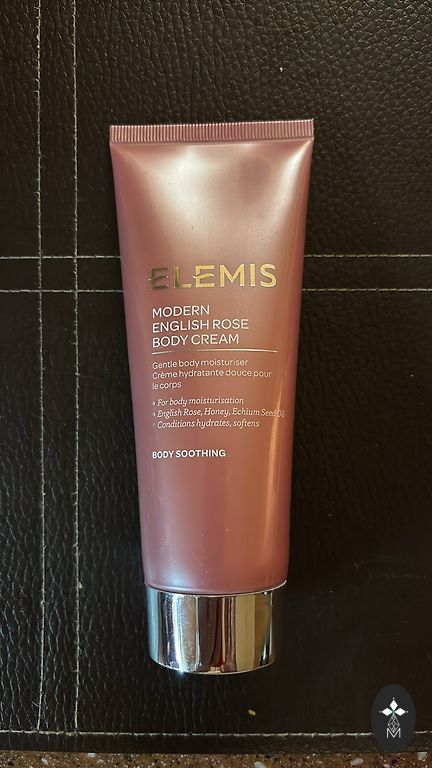 ELEMIS
MODERN
ENGLISH ROSE
BODY CREAM
Gentle body moisturiser
Crème hydratante douce pour
le corps
For body moisturisation
English Rose, Honey, Echium Seed Oil
Conditions hydrates, softens
BODY SOOTHING
M